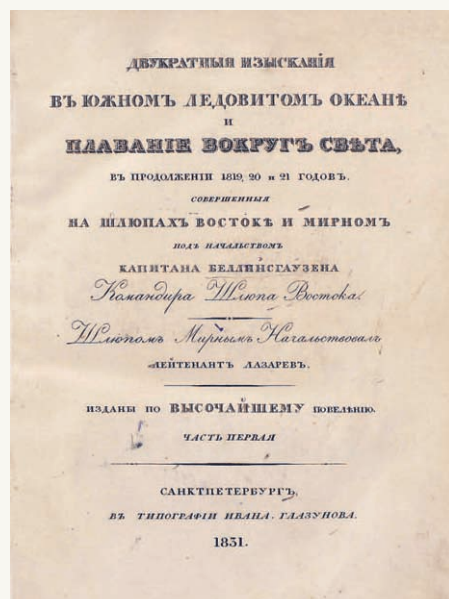 ДВУКРАТНЫЯ ИЗЫСКАНІЯ
ВЪ ЮЖНОМЪ ЛЕДОВИТОМЪ ОКЕАНѢ
И
ПЛАВАНІЕ ВОКРУГЪ СВѢТА,
ВЪ ПРОДОЛЖЕНІИ 1819, 20 и 21 ГОДОВЪ,
СОВЕРШЕННЫЯ
НА ШЛЮПАХЪ ВОСТОКѢ И МИРНОМЪ
ПОДЪ НАЧАЛЬСТВОМЪ
КАПИТАНА БЕЛЛИНСГАУЗЕНА
Командира Шлюпа Востока.
Шлюпомъ Мирнымъ Начальствовалъ
ЛЕЙТЕНАНТЪ ЛАЗАРЕВЪ.
ИЗДАНЫ ПО ВЫСОЧАЙШЕМУ ПОВЕЛѢНІЮ.
ЧАСТЬ ПЕРВАЯ
САНКТПЕТЕРБУРГЪ,
ВЪ ТИПОГРАФІИ ИВАНА ГЛАЗУНОВА.
1831.